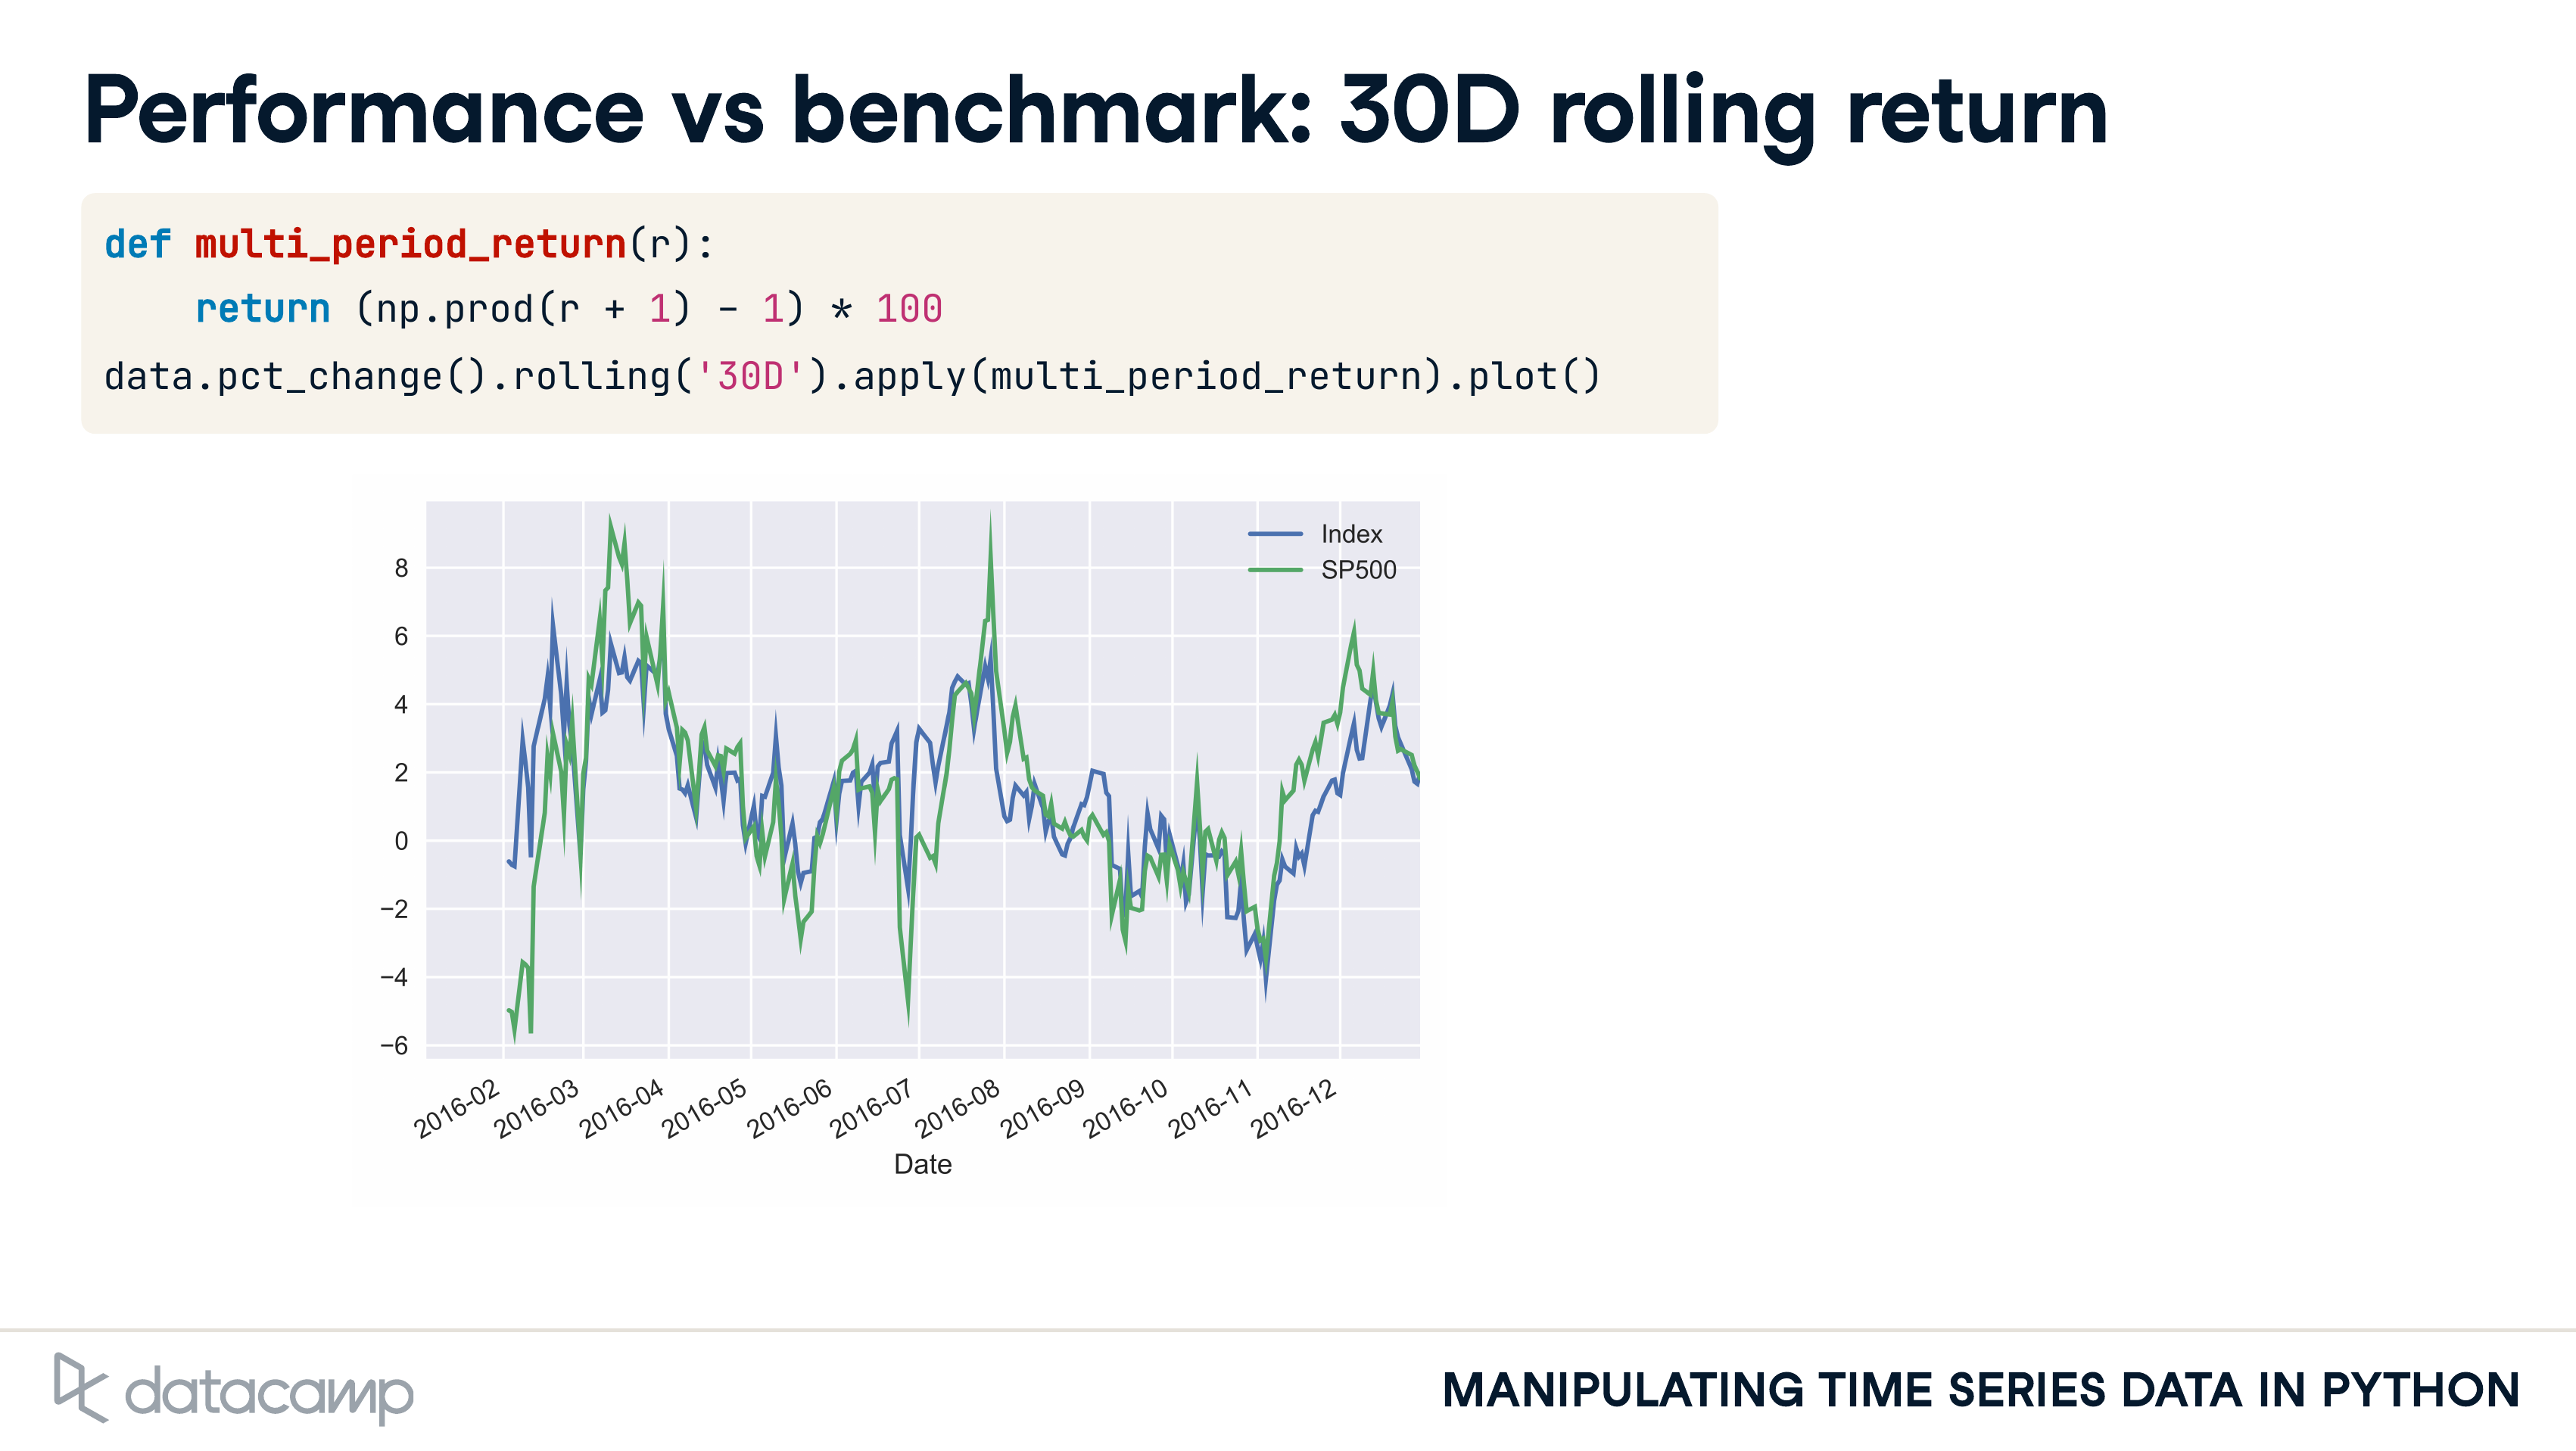 Performance vs benchmark: 30D rolling return
def multi_period_return(r):
    return (np.prod(r + 1) - 1) * 100
data.pct_change().rolling('30D').apply(multi_period_return).plot()
Index
SP500
8
6
4
2
0
−2
−4
−6
2016-02
2016-03
2016-04
2016-05
2016-06
2016-07
2016-08
2016-09
2016-10
2016-11
2016-12
Date
datacamp
MANIPULATING TIME SERIES DATA IN PYTHON